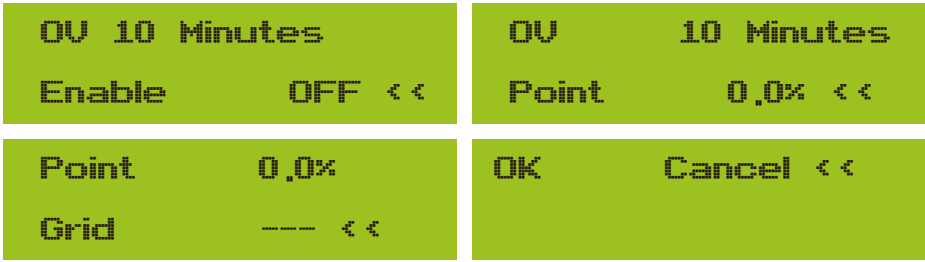 OV 10 Minutes
Enable OFF <<
OV 10 Minutes
Point 0.0% <<
Point 0.0%
Grid --- <<
OK Cancel <<